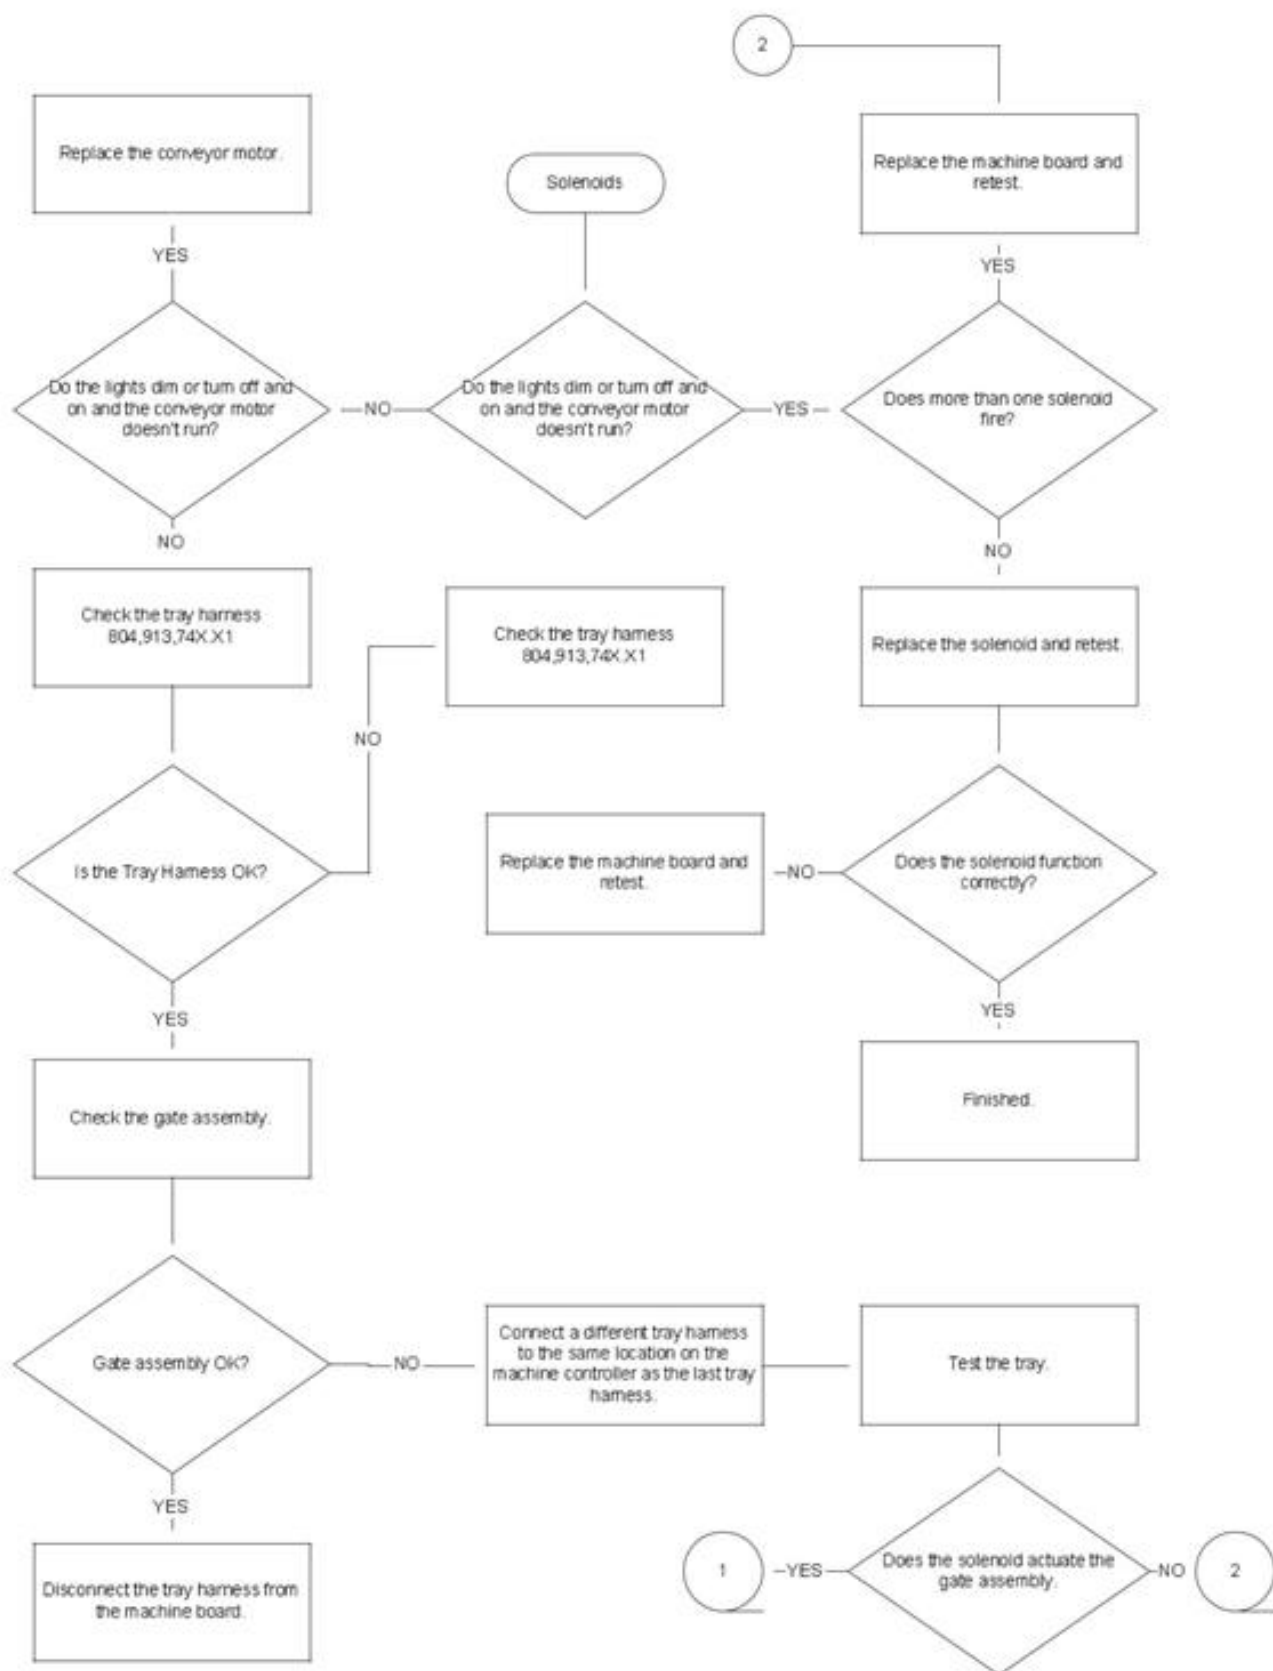 2
Replace the conveyor motor.
Solenoids
Replace the machine board and
retest.
YES
YES
Do the lights dim or turn off and
on and the conveyor motor
doesn't run?
NO
Do the lights dim or turn off and
on and the conveyor motor
doesn't run?
YES
Does more than one solenoid
fire?
NO
NO
Check the tray harness
804,913,74X.X1
Check the tray harness
804,913,74X.X1
Replace the solenoid and retest.
NO
Is the Tray Harness OK?
Replace the machine board and
retest.
NO
Does the solenoid function
correctly?
YES
YES
Check the gate assembly.
Finished.
Gate assembly OK?
NO
Connect a different tray harness
to the same location on the
machine controller as the last tray
harness.
Test the tray.
YES
Disconnect the tray harness from
the machine board.
1
YES
Does the solenoid actuate the
gate assembly.
NO
2